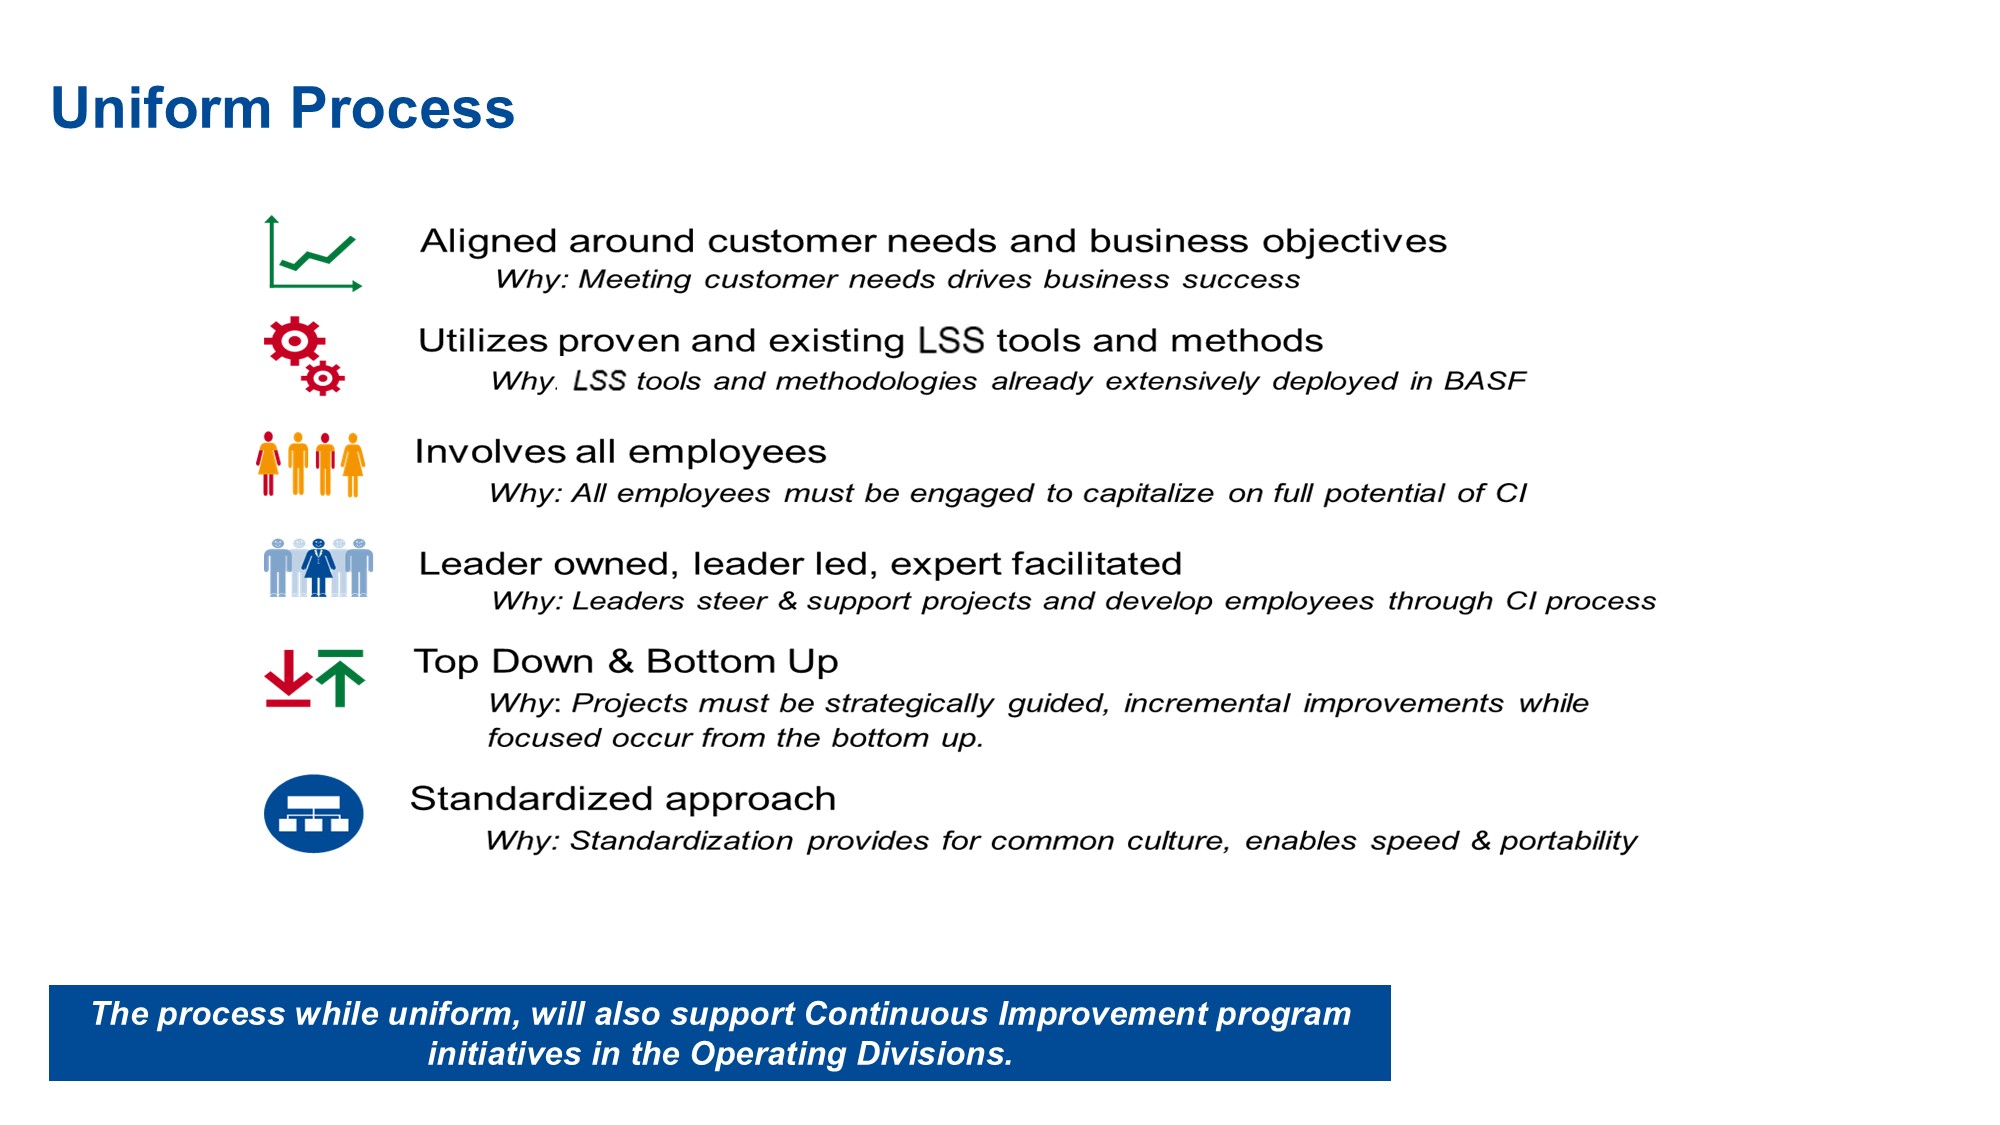 Uniform Process
Aligned around customer needs and business objectives
Why: Meeting customer needs drives business success
Utilizes proven and existing LSS tools and methods
Why. LSS tools and methodologies already extensively deployed in BASF
Involves all employees
Why: All employees must be engaged to capitalize on full potential of CI
Leader owned, leader led, expert facilitated
Why: Leaders steer & support projects and develop employees through CI process
Top Down & Bottom Up
Why: Projects must be strategically guided, incremental improvements while
focused occur from the bottom up.
Standardized approach
Why: Standardization provides for common culture, enables speed & portability
The process while uniform, will also support Continuous Improvement program
initiatives in the Operating Divisions.